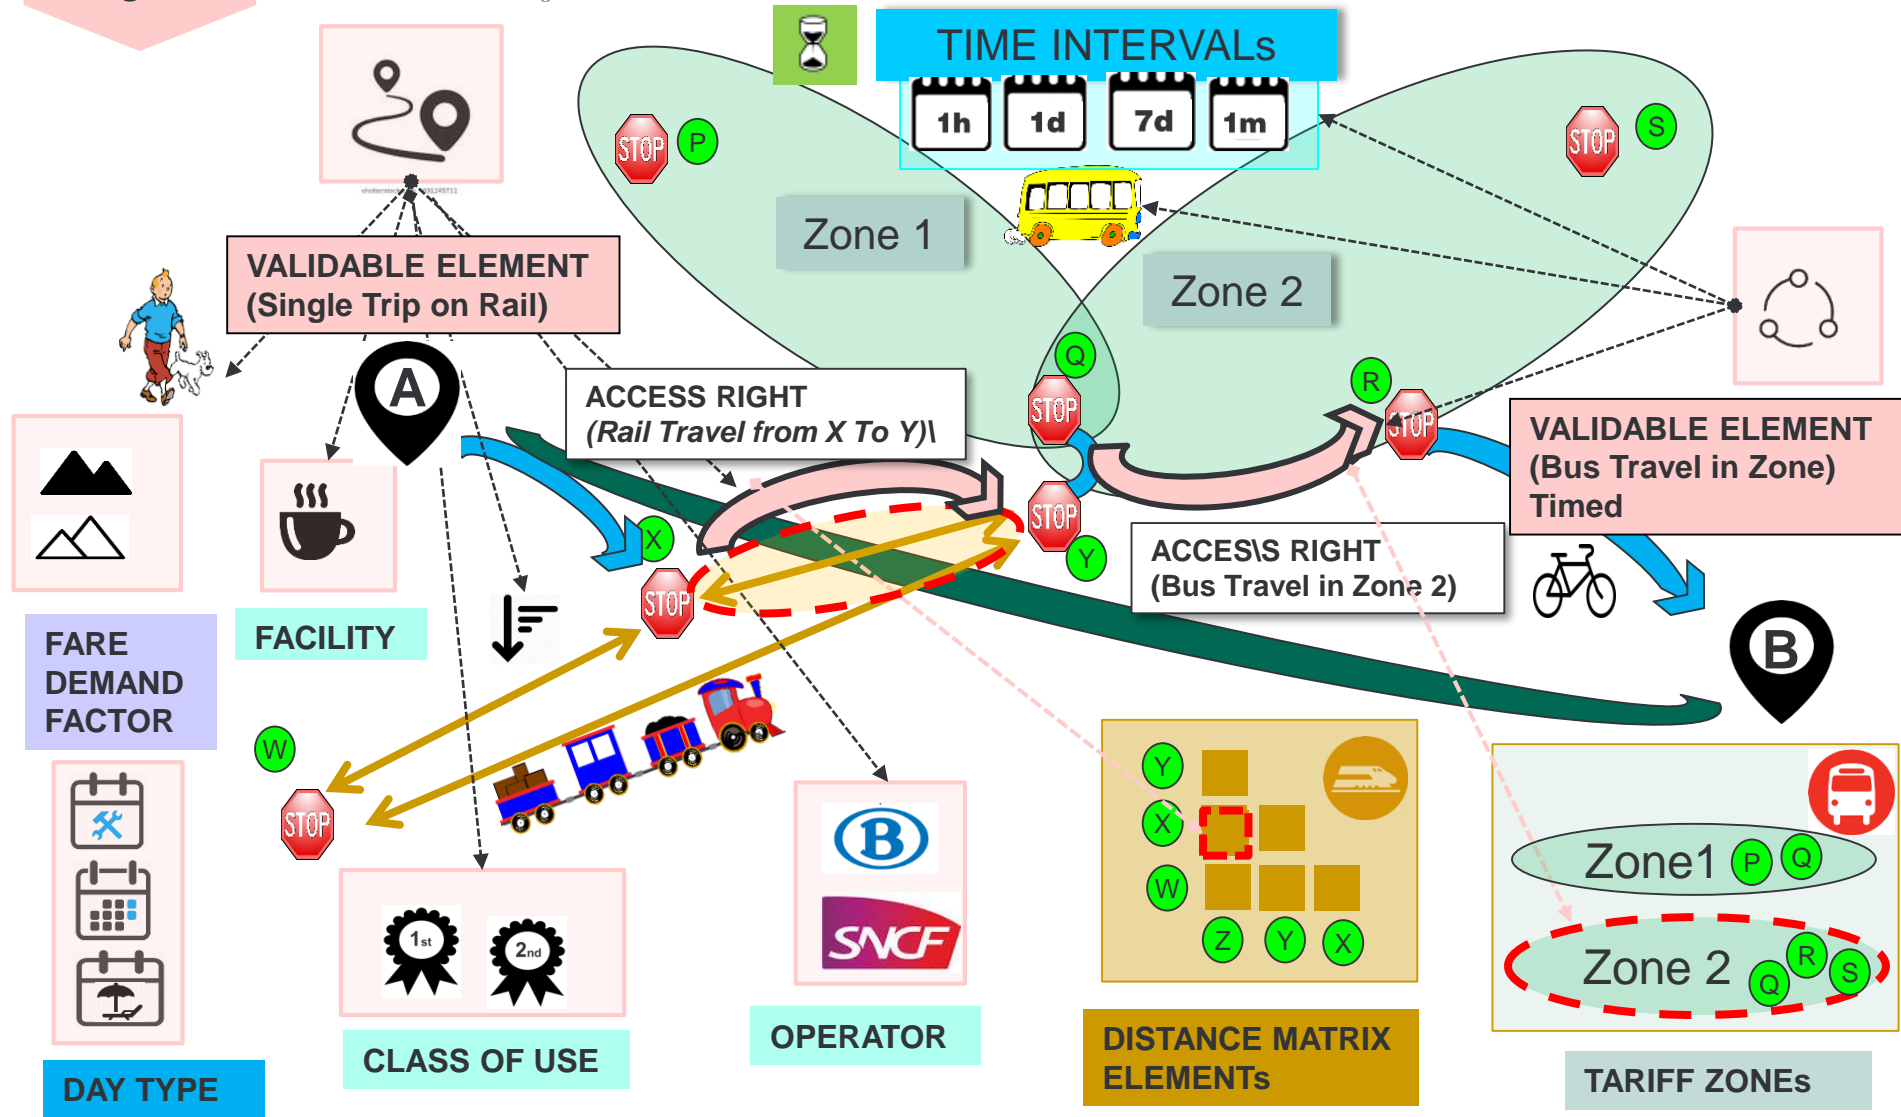 TIME INTERVALs
1h
1d
7d
1m
STOP
P
STOP
S
Zone 1
Zone 2
VALIDABLE ELEMENT
(Single Trip on Rail)
A
Q
STOP
R
STOP
ACCESS RIGHT
(Rail Travel from X To Y)\
VALIDABLE ELEMENT
(Bus Travel in Zone)
Timed
X
STOP
STOP
Y
ACCES\S RIGHT
(Bus Travel in Zone 2)
FARE
DEMAND
FACTOR
FACILITY
B
W
STOP
1st
2nd
B
SNCF
Y
X
W
Z
Y
X
Zone1
P
Q
Zone 2
Q
R
S
DAY TYPE
CLASS OF USE
OPERATOR
DISTANCE MATRIX
ELEMENTs
TARIFF ZONEs